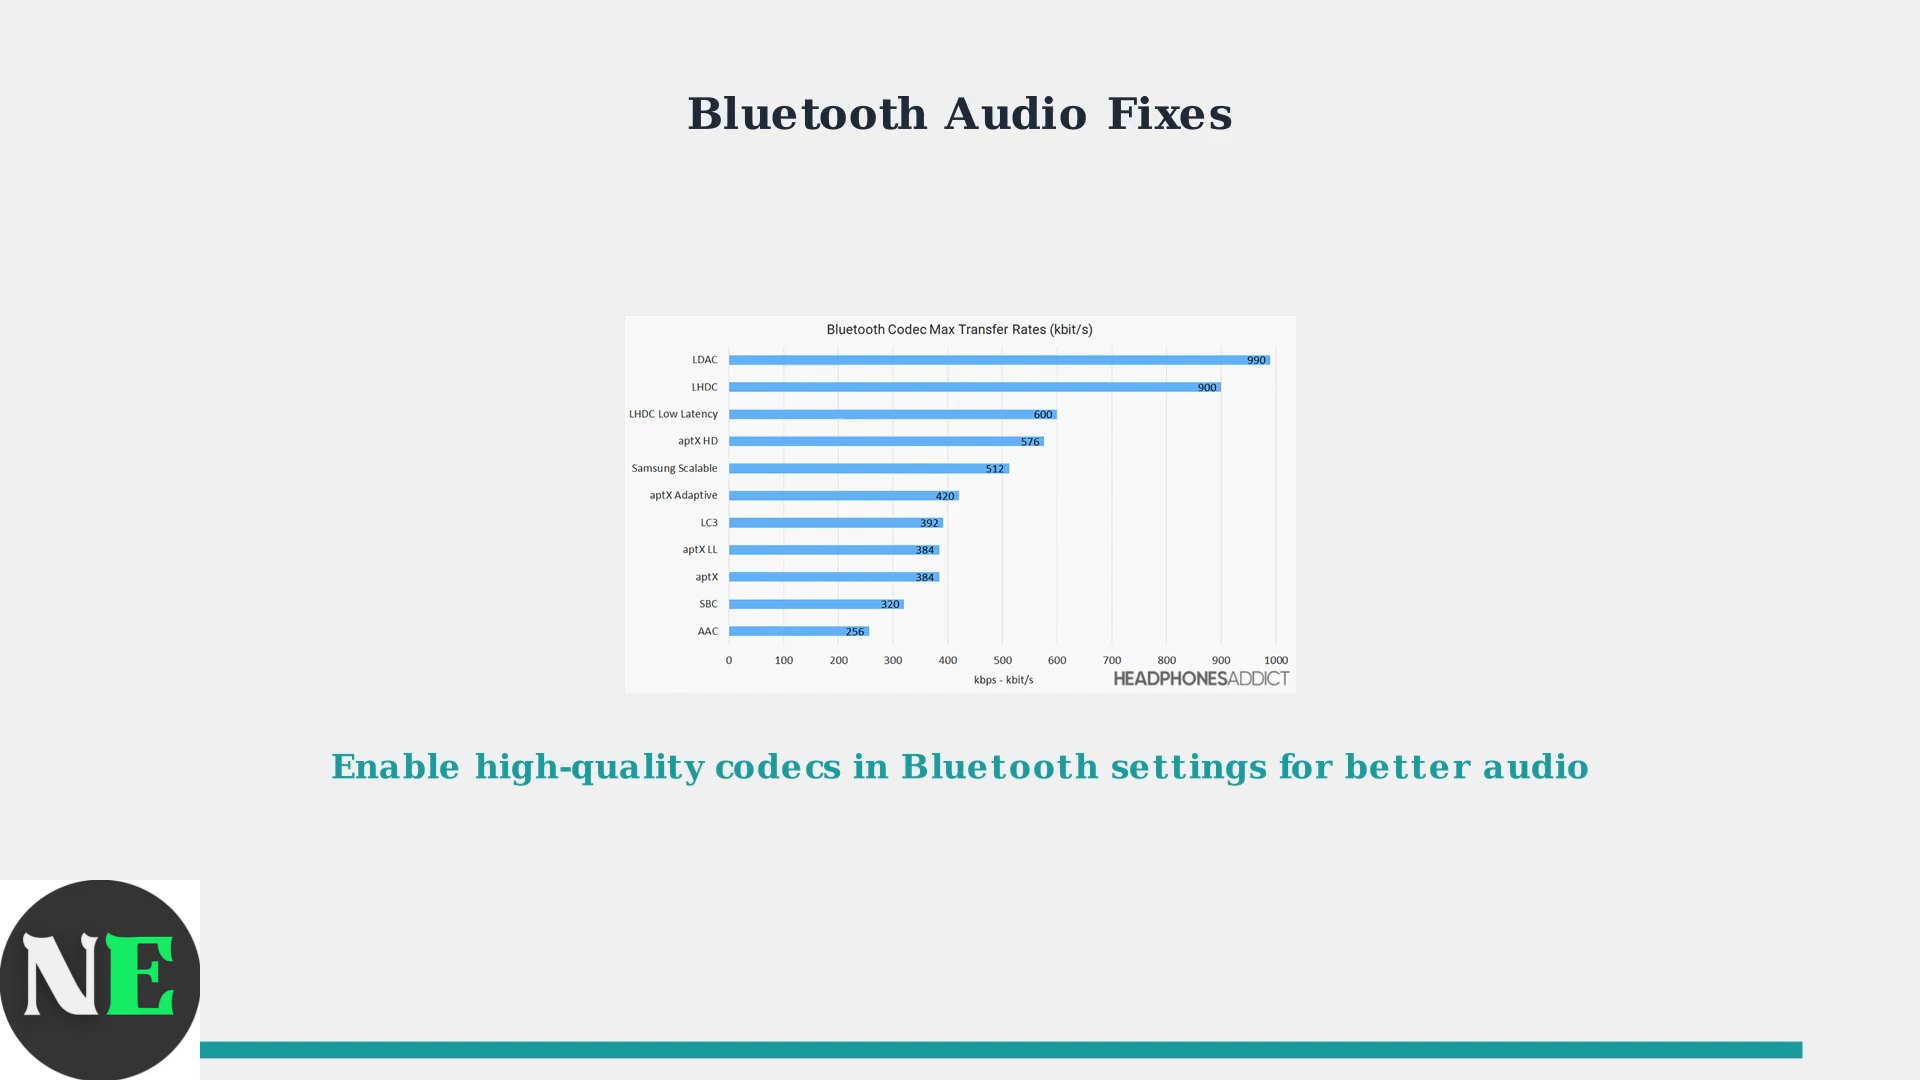 Bluetooth Audio Fixes
Bluetooth Codec Max Transfer Rates (kbit/s)
LDAC 990
LHDC 900
LHDC Low Latency 600
aptX HD 576
Samsung Scalable 512
aptX Adaptive 420
LC3 392
aptX LL 384
aptX 384
SBC 320
AAC 256
0 100 200 300 400 500 600 700 800 900 1000
kbps - kbit/s
HEADPHONESADDICT
Enable high-quality codecs in Bluetooth settings for better audio
NE